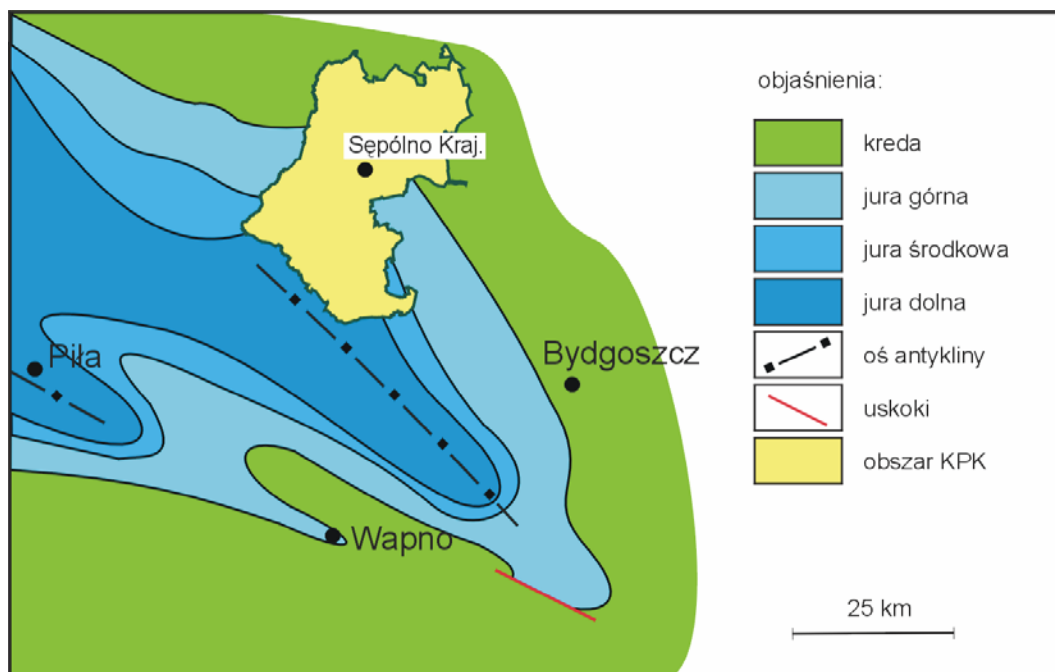 Sępólno Kraj.
Piła
Bydgoszcz
Wapno
objaśnienia:
kreda
jura górna
jura środkowa
jura dolna
oś antykliny
uskoki
obszar KPK
25 km